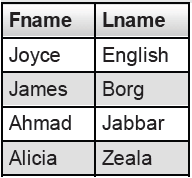 Fname Lname
Joyce English
James Borg
Ahmad Jabbar
Alicia Zeala